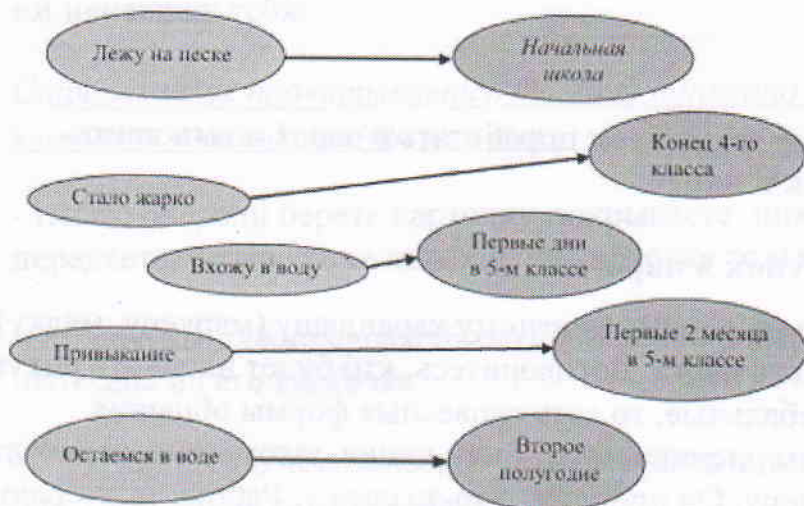 Лежу на песке
Начальная
школа
Конец 4-го
класса
Стало жарко
Вхожу в воду
Первые дни
в 5-м классе
Привыкание
Первые 2 месяца
в 5-м классе
Остаемся в воде
Второе
полугодие